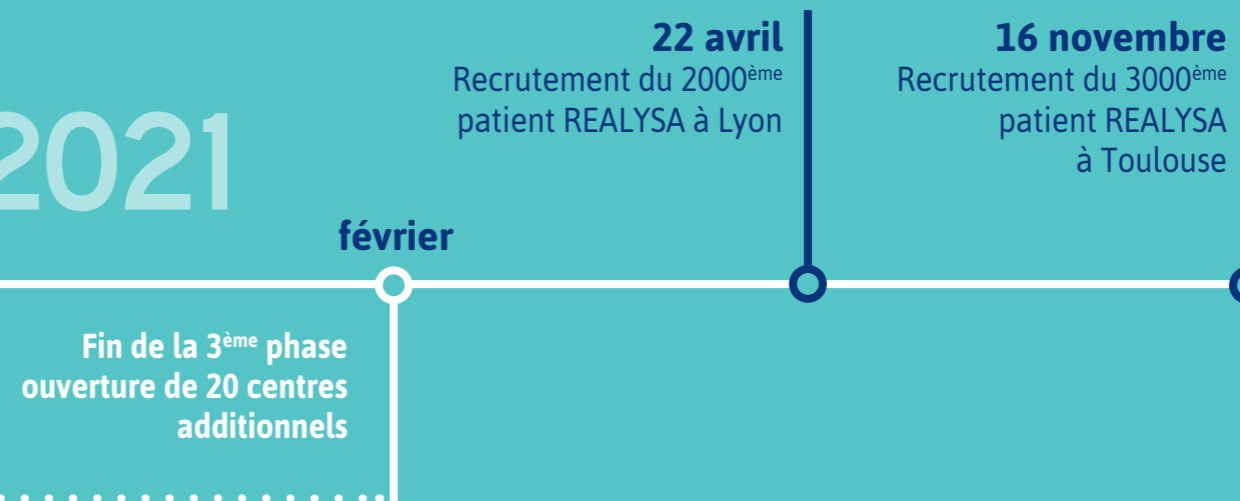 2021
février
Fin de la 3ème phase
ouverture de 20 centres
additionnels
22 avril
Recrutement du 2000ème
patient REALYSA à Lyon
16 novembre
Recrutement du 3000ème
patient REALYSA
à Toulouse